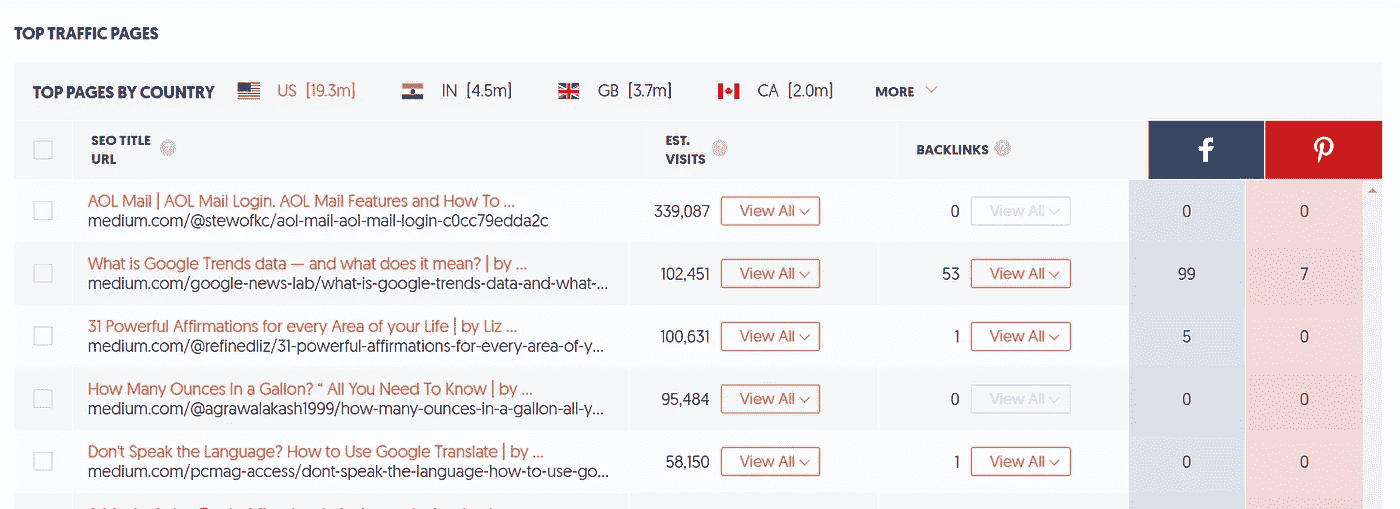 TOP TRAFFIC PAGES
TOP PAGES BY COUNTRY US [19.3m] IN [4.5m] GB [3.7m] CA [2.0m] MORE
SEO TITLE
URL
EST.
VISITS
BACKLINKS
AOL Mail | AOL Mail Login. AOL Mail Features and How To ...
medium.com/@stewofkc/aol-mail-aol-mail-login-c0cc79edda2c
339,087 View All 0 View All 0 0
What is Google Trends data — and what does it mean? | by ...
medium.com/google-news-lab/what-is-google-trends-data-and-what-...
102,451 View All 53 View All 99 7
31 Powerful Affirmations for every Area of your Life | by Liz ...
medium.com/@refinedliz/31-powerful-affirmations-for-every-area-of-y...
100,631 View All 1 View All 5 0
How Many Ounces In a Gallon? “ All You Need To Know | by ...
medium.com/@agrawalakash1999/how-many-ounces-in-a-gallon-all-y...
95,484 View All 0 View All 0 0
Don't Speak the Language? How to Use Google Translate | by ...
medium.com/pcmag-access/dont-speak-the-language-how-to-use-go...
58,150 View All 1 View All 0 0